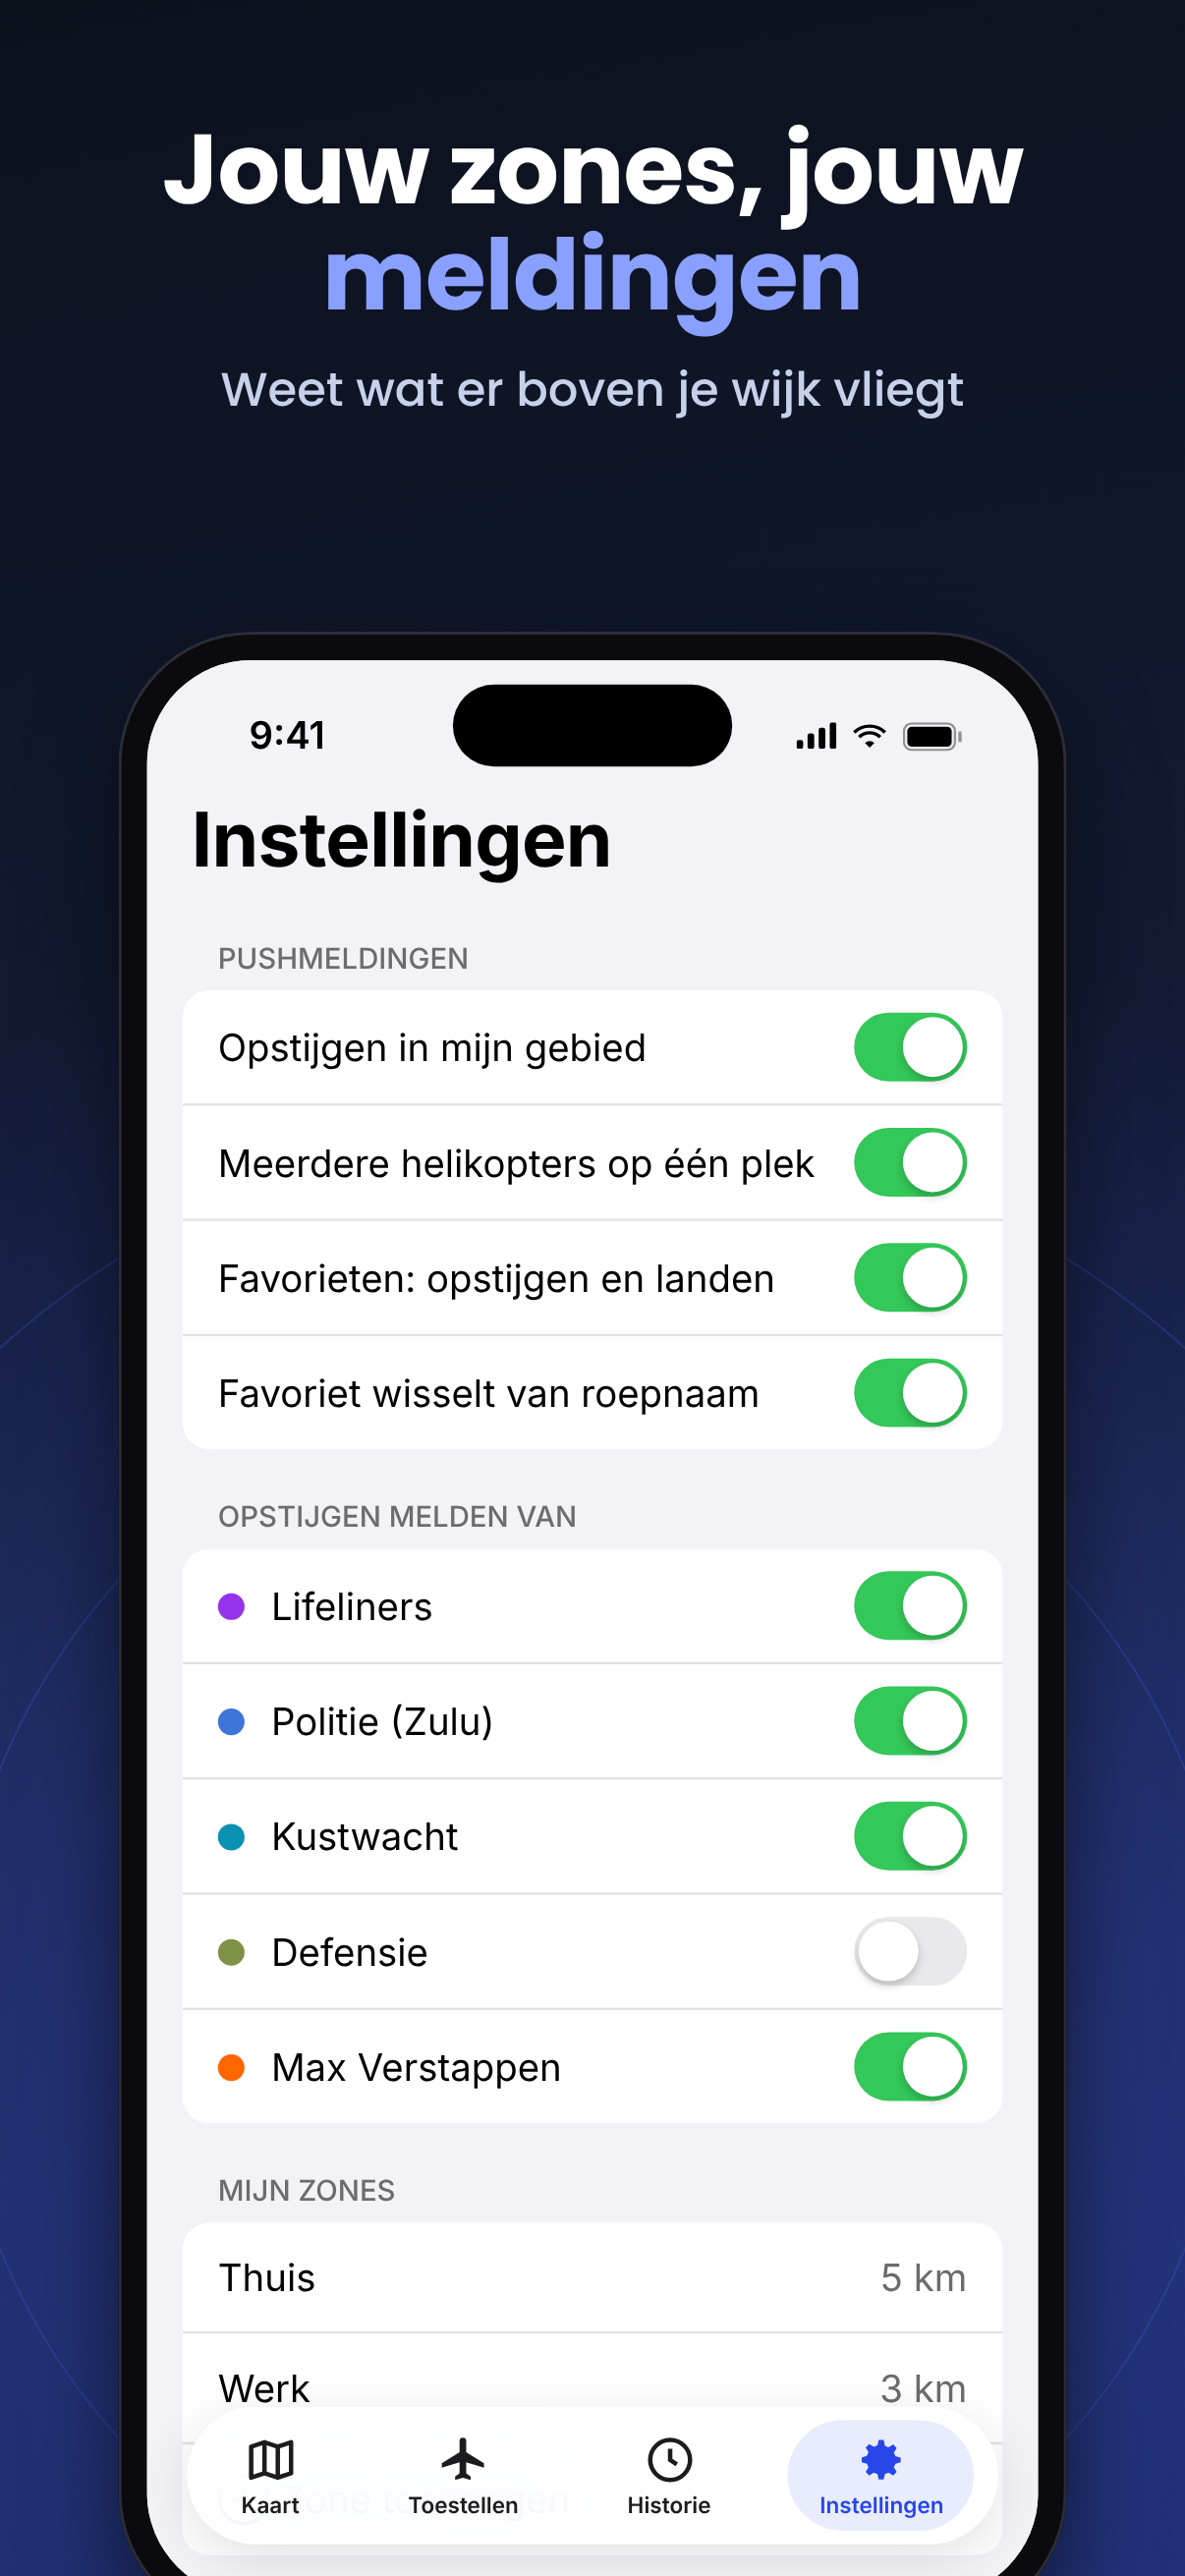 Jouw zones, jouw
meldingen
Weet wat er boven je wijk vliegt
9:41
Instellingen
PUSHMELDINGEN
Opstijgen in mijn gebied
Meerdere helikopters op één plek
Favorieten: opstijgen en landen
Favoriet wisselt van roepnaam
OPSTIJGEN MELDEN VAN
Lifeliners
Politie (Zulu)
Kustwacht
Defensie
Max Verstappen
MIJN ZONES
Thuis 5 km
Werk 3 km
Kaart Toestellen Historie Instellingen